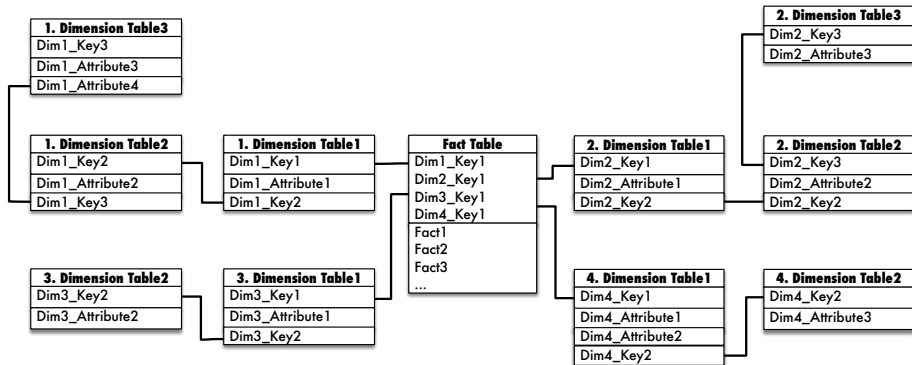 1. Dimension Table3
Dim1_Key3
Dim1_Attribute3
Dim1_Attribute4
2. Dimension Table3
Dim2_Key3
Dim2_Attribute3
1. Dimension Table2
Dim1_Key2
Dim1_Attribute2
Dim1_Key3
1. Dimension Table1
Dim1_Key1
Dim1_Attribute1
Dim1_Key2
Fact Table
Dim1_Key1
Dim2_Key1
Dim3_Key1
Dim4_Key1
Fact1
Fact2
Fact3
...
2. Dimension Table1
Dim2_Key1
Dim2_Attribute1
Dim2_Key2
2. Dimension Table2
Dim2_Key3
Dim2_Attribute2
Dim2_Key2
3. Dimension Table2
Dim3_Key2
Dim3_Attribute2
3. Dimension Table1
Dim3_Key1
Dim3_Attribute1
Dim3_Key2
4. Dimension Table1
Dim4_Key1
Dim4_Attribute1
Dim4_Attribute2
Dim4_Key2
4. Dimension Table2
Dim4_Key2
Dim4_Attribute3